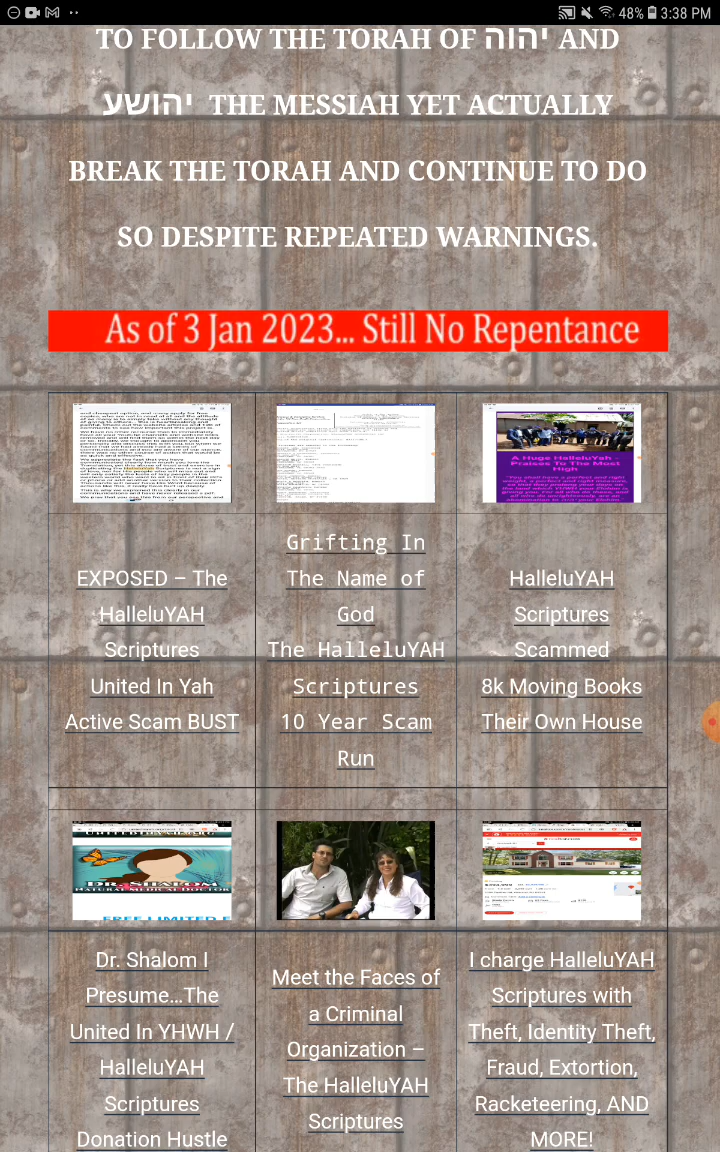 48% 3:38 PM
TO FOLLOW THE TORAH OF יהוה AND
יהושע THE MESSIAH YET ACTUALLY
BREAK THE TORAH AND CONTINUE TO DO
SO DESPITE REPEATED WARNINGS.
As of 3 Jan 2023... Still No Repentance
A Huge HalleluYah -
Praises To The Most
High
EXPOSED – The
HalleluYAH
Scriptures
United In Yah
Active Scam BUST
Grifting In
The Name of
God
The HalleluYAH
Scriptures
10 Year Scam
Run
HalleluYAH
Scriptures
Scammed
8k Moving Books
Their Own House
DR. SHALOM
NATURAL MEDICAL DOCTOR
Dr. Shalom I
Presume…The
United In YHWH /
HalleluYAH
Scriptures
Donation Hustle
Meet the Faces of
a Criminal
Organization –
The HalleluYAH
Scriptures
I charge HalleluYAH
Scriptures with
Theft, Identity Theft,
Fraud, Extortion,
Racketeering, AND
MORE!